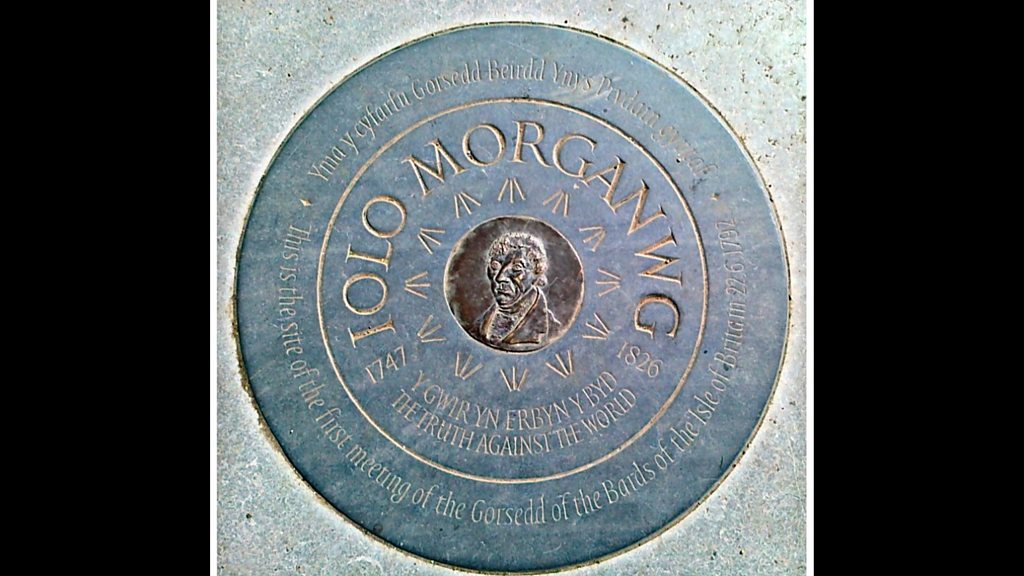 Yma y cyfarfu Gorsedd Beirdd Ynys Prydain gyntaf
IOLO MORGANWG
1747 1826
Y GWIR YN ERBYN Y BYD
THE TRUTH AGAINST THE WORLD
This is the site of the first meeting of the Gorsedd of the Bards of the Isle of Britain 22.6.1792